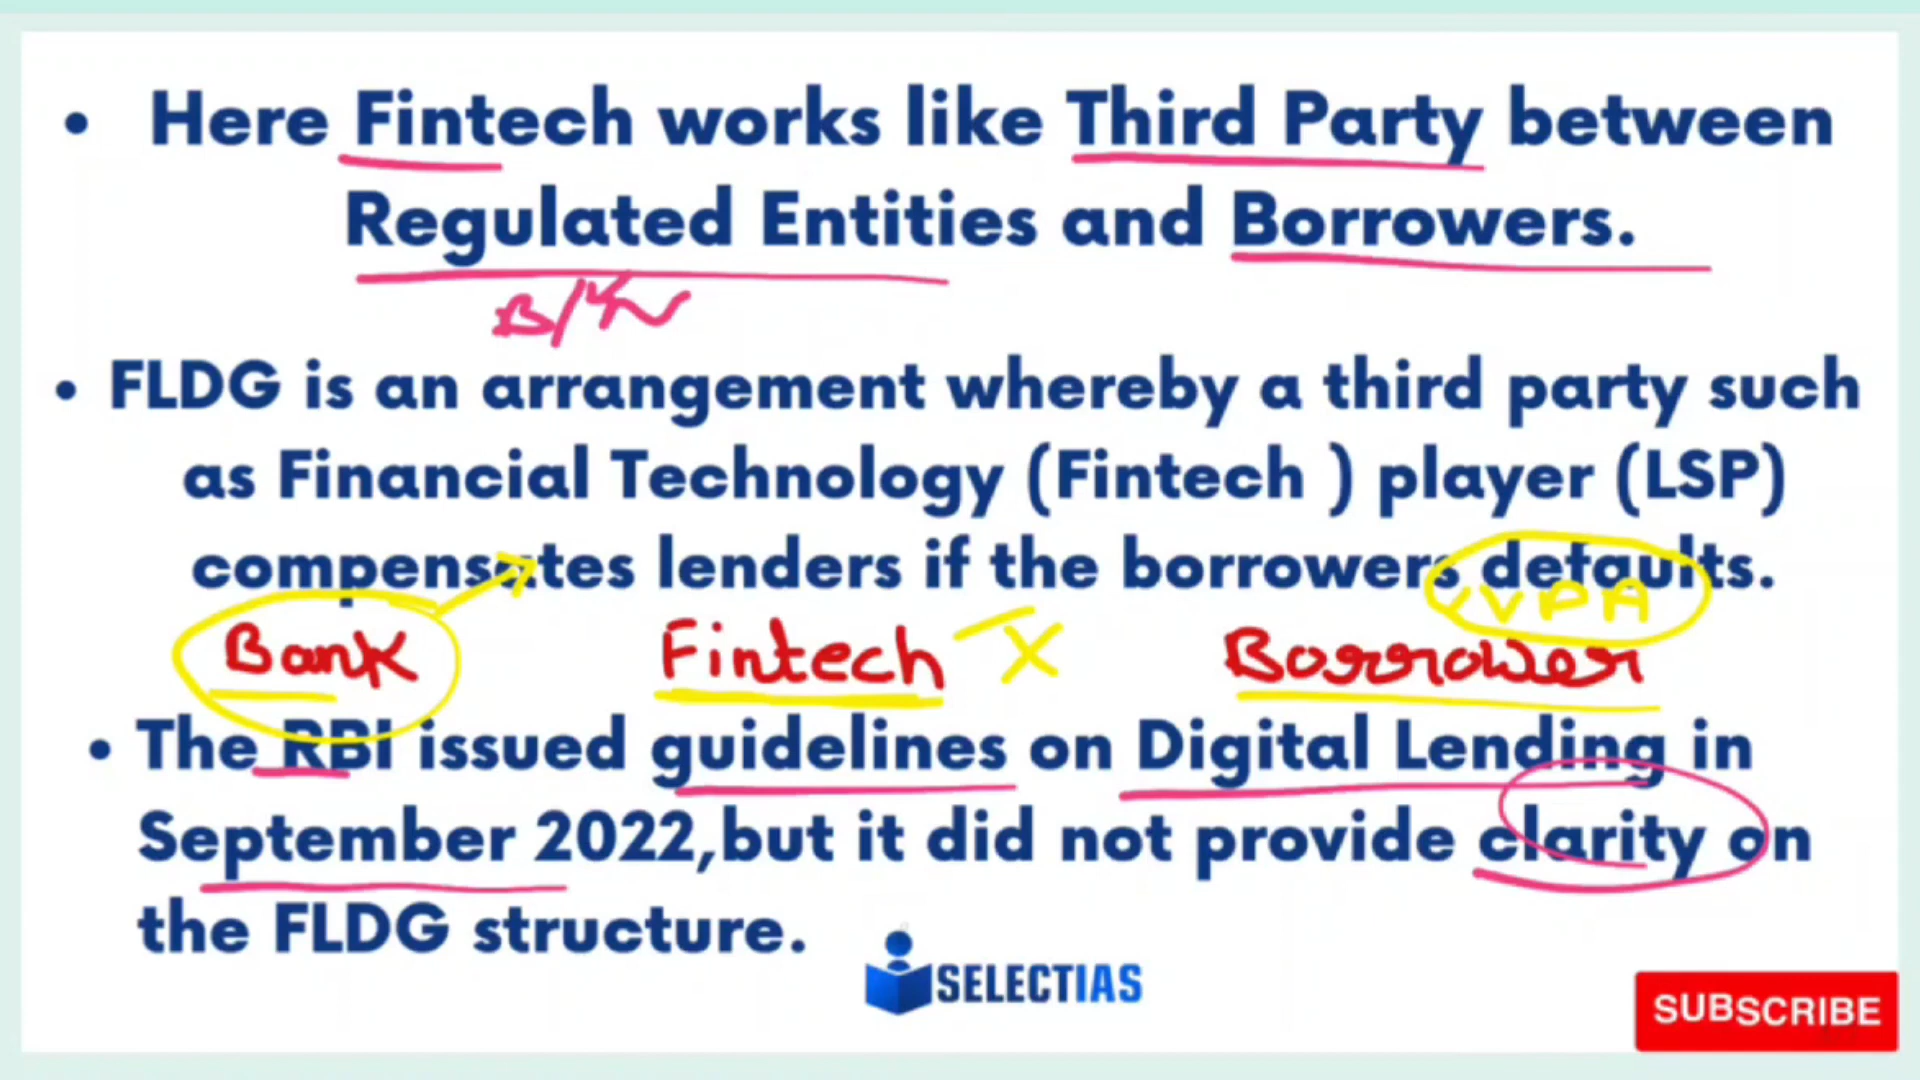 • Here Fintech works like Third Party between
Regulated Entities and Borrowers.
• FLDG is an arrangement whereby a third party such
as Financial Technology (Fintech ) player (LSP)
compensates lenders if the borrowers defaults.
Bank Fintech X Borrower
• The RBI issued guidelines on Digital Lending in
September 2022,but it did not provide clarity on
the FLDG structure.
SELECTIAS
SUBSCRIBE